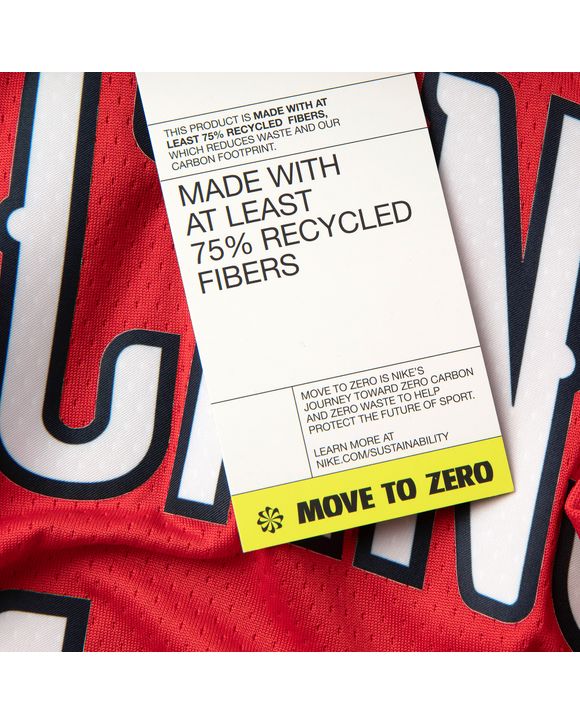 THIS PRODUCT IS MADE WITH AT
LEAST 75% RECYCLED FIBERS,
WHICH REDUCES WASTE AND OUR
CARBON FOOTPRINT.
MADE WITH
AT LEAST
75% RECYCLED
FIBERS
MOVE TO ZERO IS NIKE'S
JOURNEY TOWARD ZERO CARBON
AND ZERO WASTE TO HELP
PROTECT THE FUTURE OF SPORT.
LEARN MORE AT
NIKE.COM/SUSTAINABILITY
MOVE TO ZERO